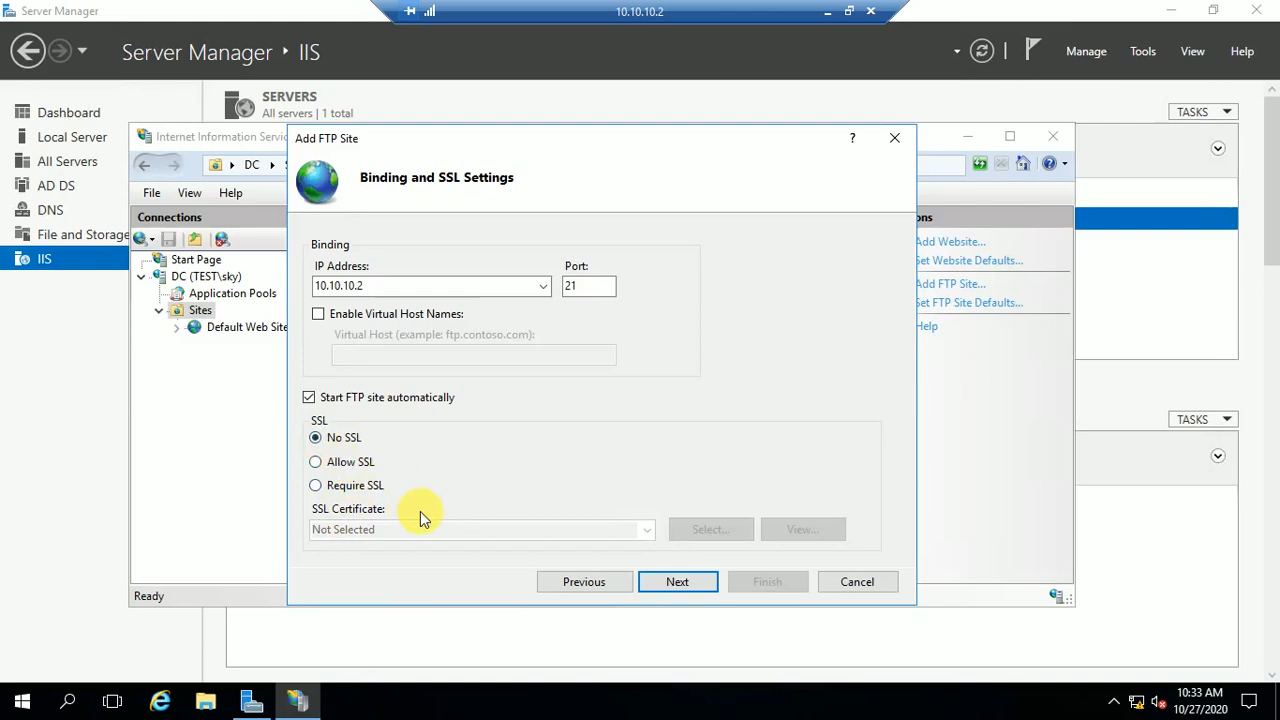 Server Manager
10.10.10.2
Server Manager • IIS
Manage
Tools
View
Help
Dashboard
Local Server
All Servers
AD DS
DNS
File and Storage
IIS
SERVERS
All servers | 1 total
TASKS
Internet Information Servi
DC
File
View
Help
Connections
Start Page
DC (TEST\sky)
Application Pools
Sites
Default Web Site
Ready
Add FTP Site
?
Binding and SSL Settings
Binding
IP Address:
Port:
10.10.10.2
21
Enable Virtual Host Names:
Virtual Host (example: ftp.contoso.com):
Start FTP site automatically
SSL
No SSL
Allow SSL
Require SSL
SSL Certificate:
Not Selected
Select...
View...
Previous
Next
Finish
Cancel
ons
Add Website...
Set Website Defaults...
Add FTP Site...
Set FTP Site Defaults...
Help
TASKS
10:33 AM
10/27/2020